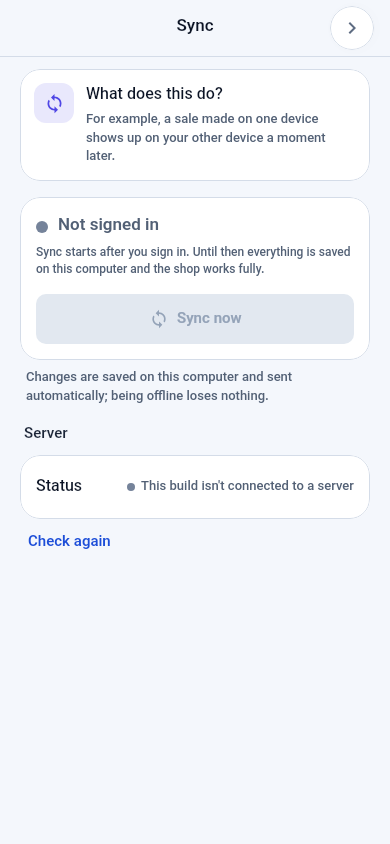 Sync
What does this do?
For example, a sale made on one device
shows up on your other device a moment
later.
Not signed in
Sync starts after you sign in. Until then everything is saved
on this computer and the shop works fully.
Sync now
Changes are saved on this computer and sent
automatically; being offline loses nothing.
Server
Status
This build isn't connected to a server
Check again